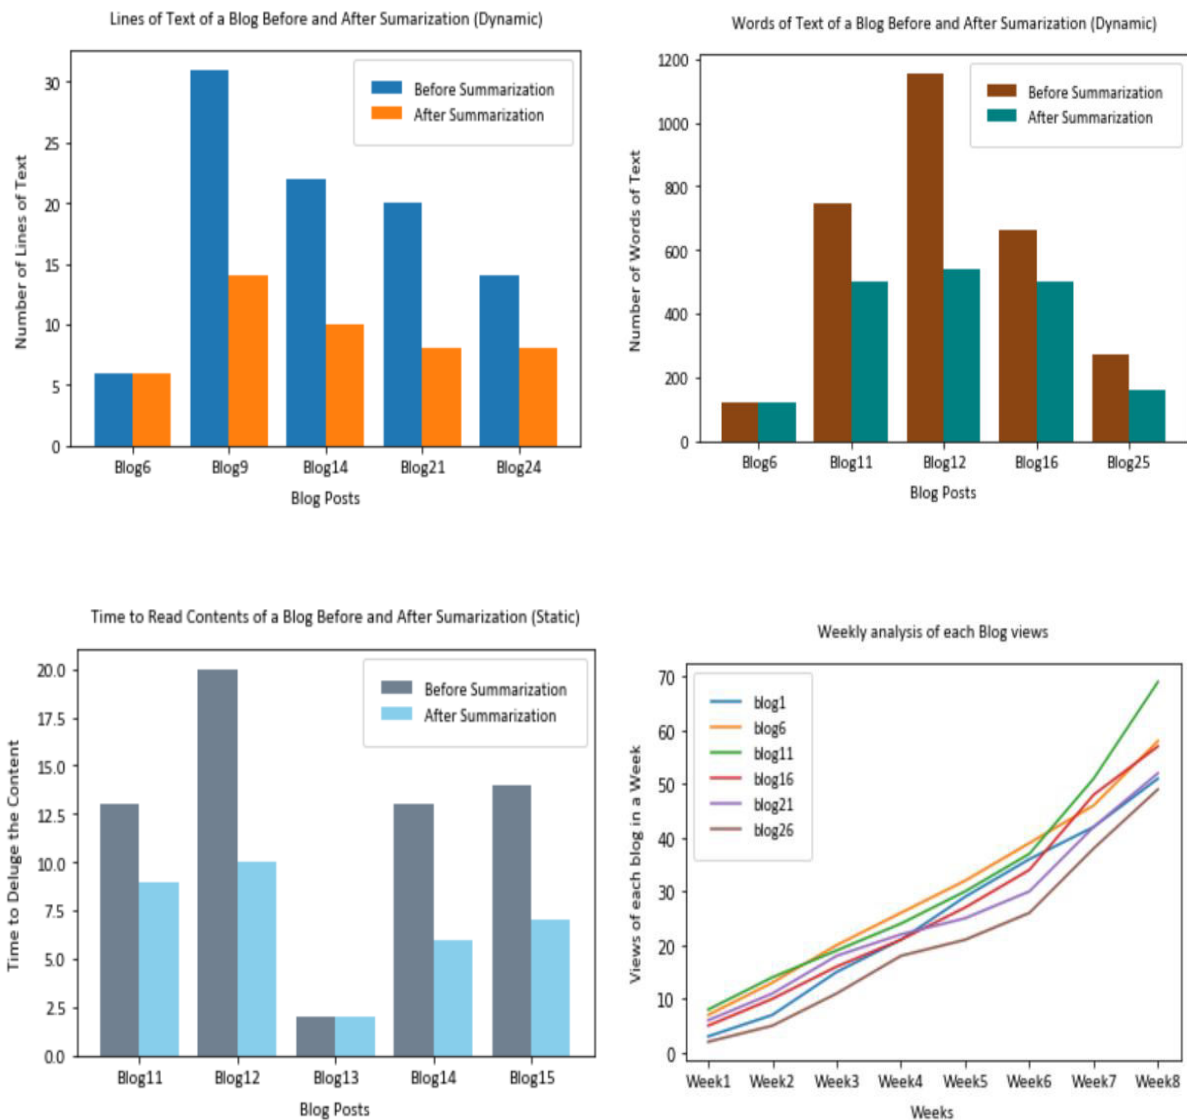 Lines of Text of a Blog Before and After Sumarization (Dynamic)
Number of Lines of Text
30
25
20
15
10
5
0
Before Summarization
After Summarization
Blog6 Blog9 Blog14 Blog21 Blog24
Blog Posts
Words of Text of a Blog Before and After Sumarization (Dynamic)
Number of Words of Text
1200
1000
800
600
400
200
0
Before Summarization
After Summarization
Blog6 Blog11 Blog12 Blog16 Blog25
Blog Posts
Time to Read Contents of a Blog Before and After Sumarization (Static)
Time to Deluge the Content
20.0
17.5
15.0
12.5
10.0
7.5
5.0
2.5
0.0
Before Summarization
After Summarization
Blog11 Blog12 Blog13 Blog14 Blog15
Blog Posts
Weekly analysis of each Blog views
Views of each blog in a Week
70
60
50
40
30
20
10
0
blog1
blog6
blog11
blog16
blog21
blog26
Week1 Week2 Week3 Week4 Week5 Week6 Week7 Week8
Weeks